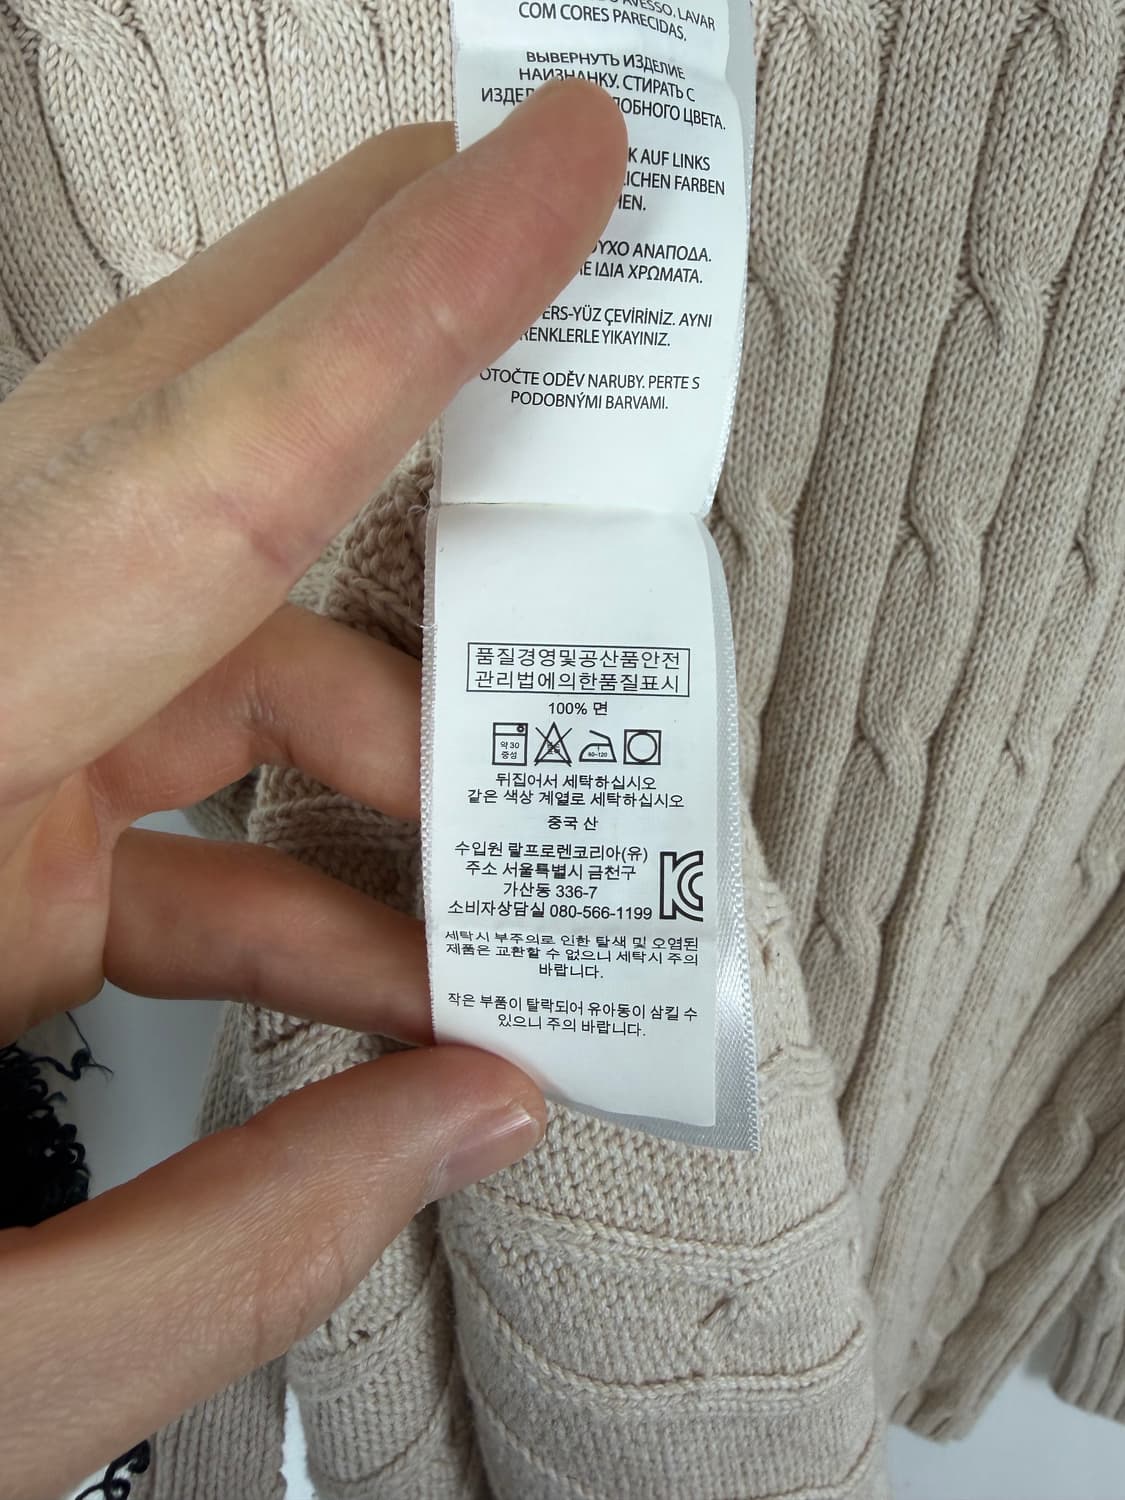 AVESSO. LAVAR
COM CORES PARECIDAS.
ВЫВЕРНУТЬ ИЗДЕЛИЕ
НАИЗНАНКУ. СТИРАТЬ С
ЦВЕТА.
AUF LINKS
FARBEN
ΑΝΑΠΟΔΑ.
ΙΔΙΑ ΧΡΩΜΑΤΑ.
ÇEVİRİNİZ. AYNI
RENKLERLE YIKAYINIZ.
OTOČTE ODĚV NARUBY. PERTE S
PODOBNÝMI BARVAMI.
품질경영및공산품안전
관리법에의한품질표시
100% 면
약 30
중성
80~120
뒤집어서 세탁하십시오
같은 색상 계열로 세탁하십시오
중국 산
수입원 랄프로렌코리아(유)
주소 서울특별시 금천구
가산동 336-7
소비자상담실 080-566-1199
세탁시 부주의로 인한 탈색 및 오염된
제품은 교환할 수 없으니 세탁시 주의
바랍니다.
작은 부품이 탈락되어 유아동이 삼킬 수
있으니 주의 바랍니다.